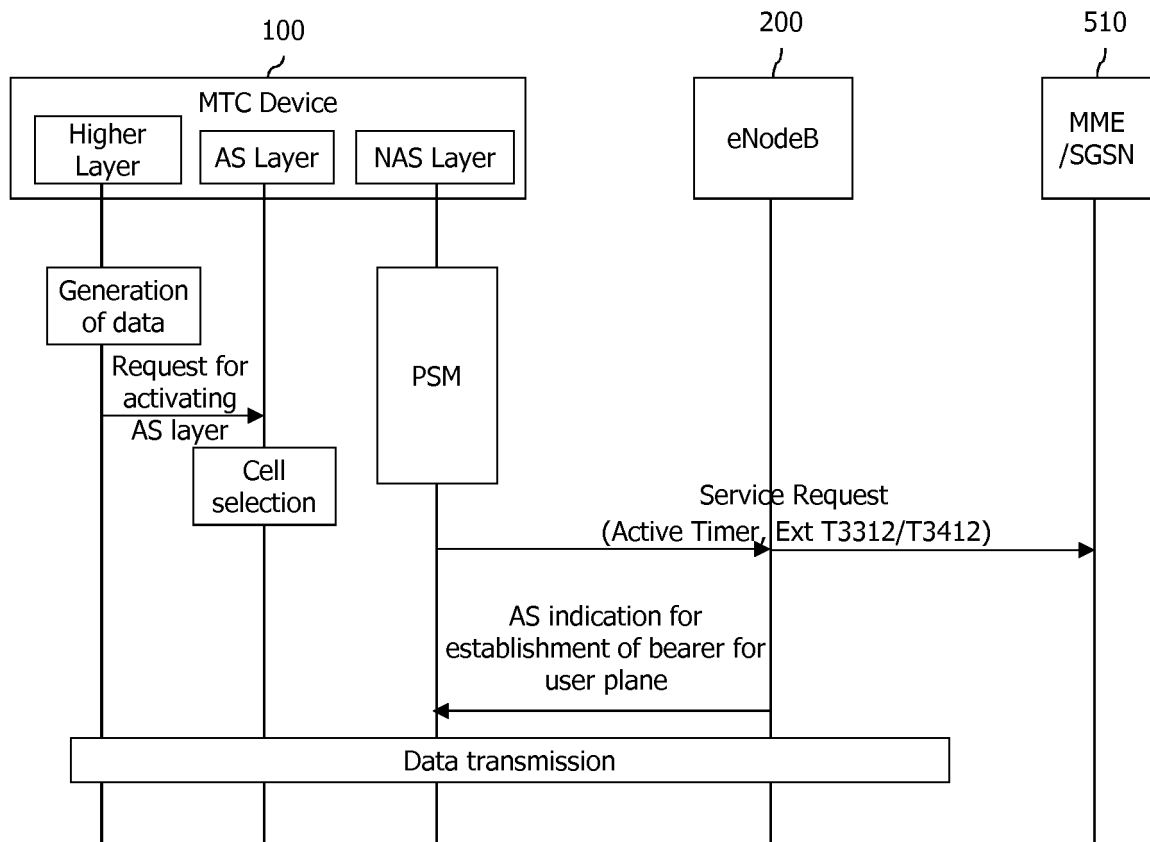 100
200
510
MTC Device
Higher
Layer
AS Layer
NAS Layer
eNodeB
MME
/SGSN
Generation
of data
Request for
activating
AS layer
PSM
Cell
selection
Service Request
(Active Timer, Ext T3312/T3412)
AS indication for
establishment of bearer for
user plane
Data transmission